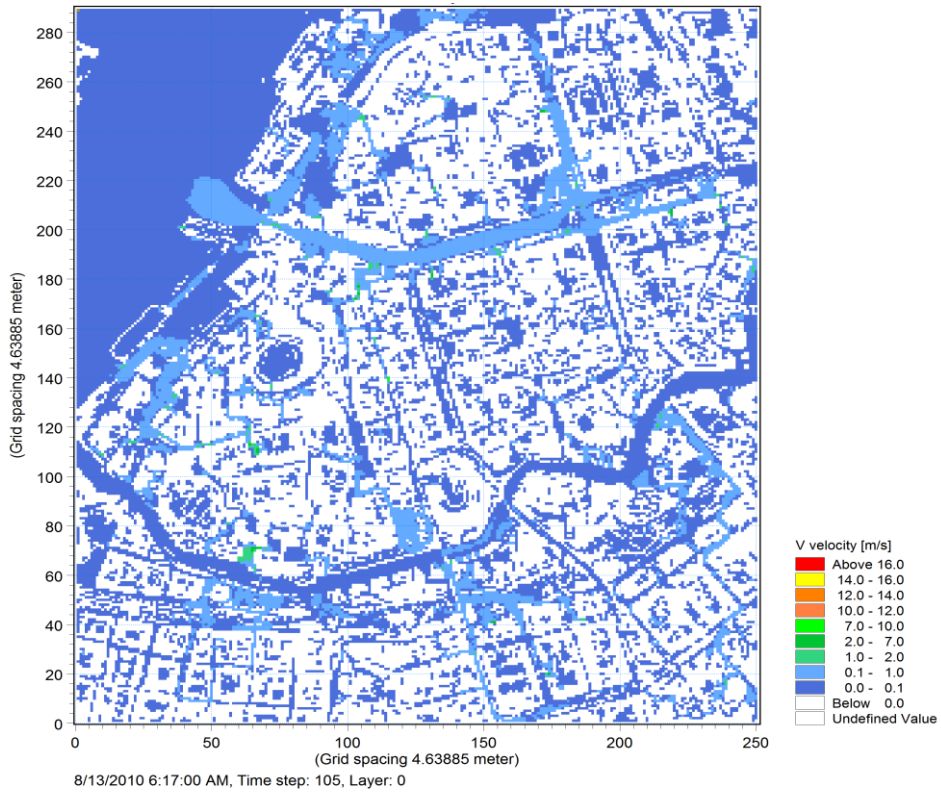 280
260
240
220
200
180
160
140
120
100
80
60
40
20
0
(Grid spacing 4.63885 meter)
0 50 100 150 200 250
(Grid spacing 4.63885 meter)
8/13/2010 6:17:00 AM, Time step: 105, Layer: 0
V velocity [m/s]
Above 16.0
14.0 - 16.0
12.0 - 14.0
10.0 - 12.0
7.0 - 10.0
2.0 - 7.0
1.0 - 2.0
0.1 - 1.0
0.0 - 0.1
Below 0.0
Undefined Value